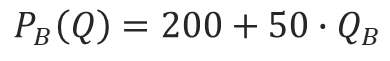 P_B(Q) = 200 + 50 · Q_B